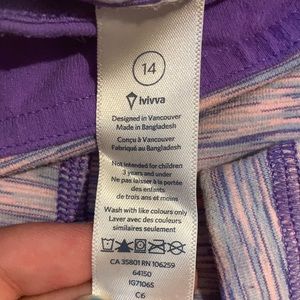 14
ivivva
Designed in Vancouver
Made in Bangladesh
Conçu à Vancouver
Fabriqué au Bangladesh
Not intended for children
3 years and under
Ne pas laisser à la portée
des enfants
de trois ans et moins
Wash with like colours only
Laver avec des couleurs
similaires seulement
CA 35801 RN 106259
64150
IG7106S
C6